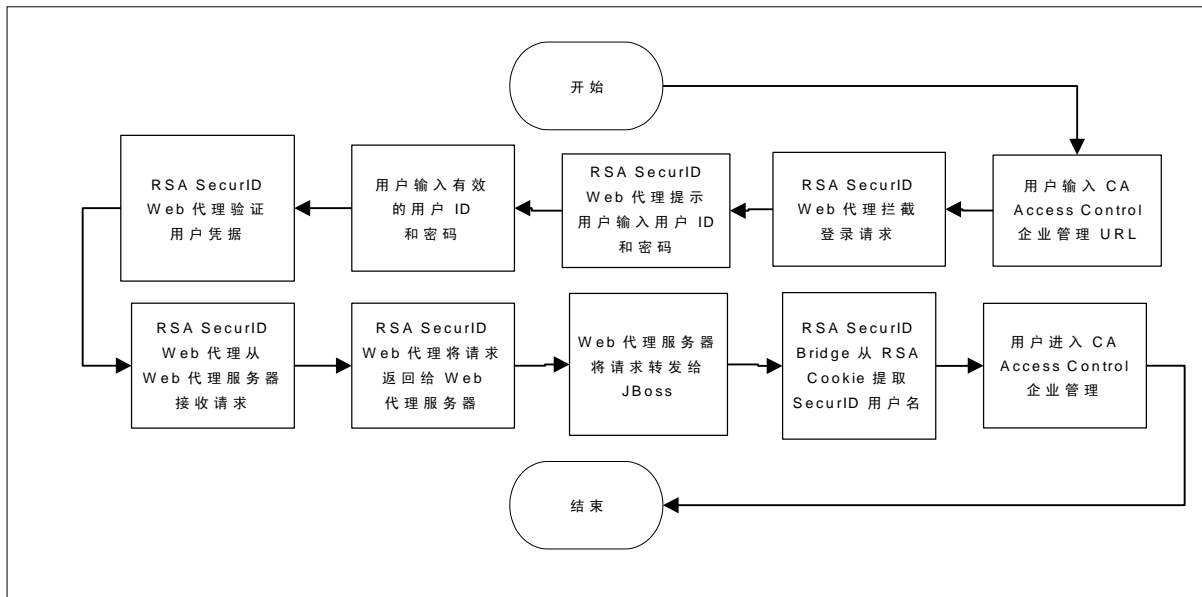 开始
用户输入 CA
Access Control
企业管理 URL
RSA SecurID
Web 代理拦截
登录请求
RSA SecurID
Web 代理提示
用户输入用户 ID
和密码
用户输入有效
的用户 ID
和密码
RSA SecurID
Web 代理验证
用户凭据
RSA SecurID
Web 代理从
Web 代理服务器
接收请求
RSA SecurID
Web 代理将请求
返回给 Web
代理服务器
Web 代理服务器
将请求转发给
JBoss
RSA SecurID
Bridge 从 RSA
Cookie 提取
SecurID 用户名
用户进入 CA
Access Control
企业管理
结束